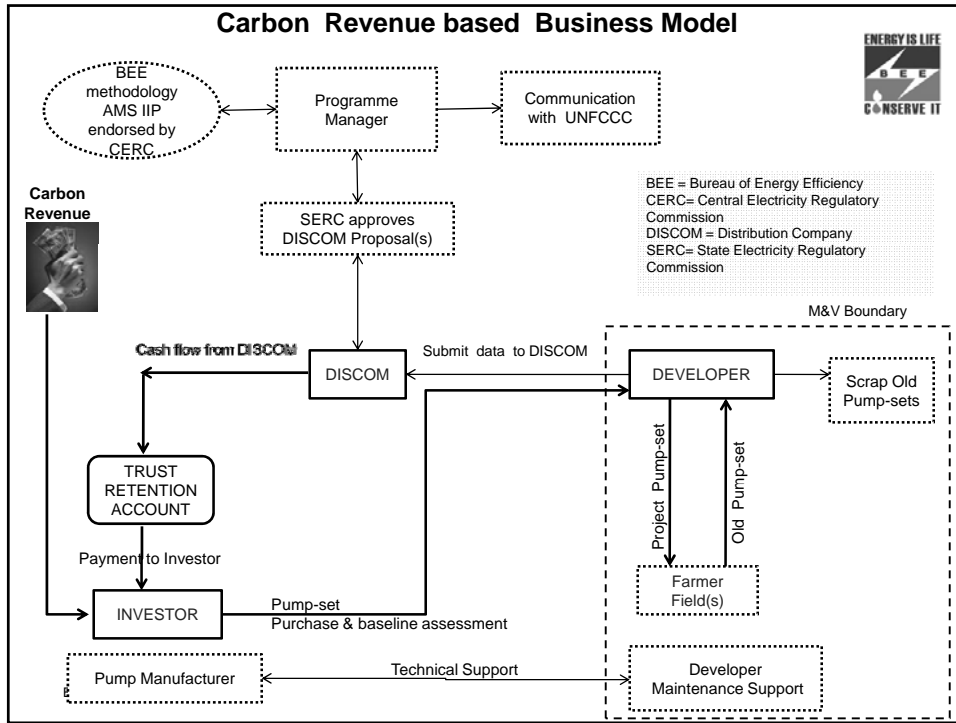 Carbon Revenue based Business Model
ENERGY IS LIFE
BEE
CONSERVE IT
BEE
methodology
AMS IIP
endorsed by
CERC
Programme
Manager
Communication
with UNFCCC
Carbon
Revenue
SERC approves
DISCOM Proposal(s)
BEE = Bureau of Energy Efficiency
CERC= Central Electricity Regulatory
Commission
DISCOM = Distribution Company
SERC= State Electricity Regulatory
Commission
M&V Boundary
Cash flow from DISCOM
DISCOM
Submit data to DISCOM
DEVELOPER
Scrap Old
Pump-sets
TRUST
RETENTION
ACCOUNT
Project Pump-set
Old Pump-set
Payment to Investor
Farmer
Field(s)
INVESTOR
Pump-set
Purchase & baseline assessment
Pump Manufacturer
Technical Support
Developer
Maintenance Support